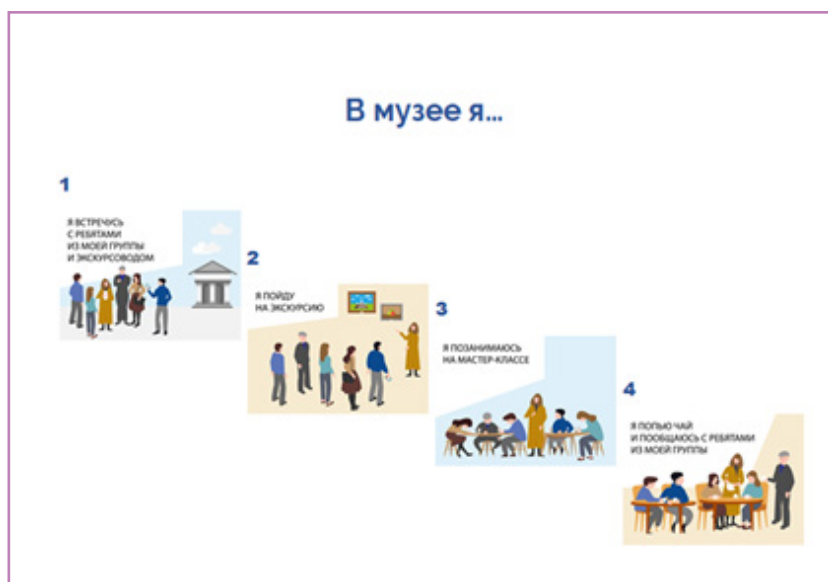 В музее я...
1
Я ВСТРЕЧУСЬ
С РЕБЯТАМИ
ИЗ МОЕЙ ГРУППЫ
И ЭКСКУРСОВОДОМ
2
Я ПОЙДУ
НА ЭКСКУРСИЮ
3
Я ПОЗАНИМАЮСЬ
НА МАСТЕР-КЛАССЕ
4
Я ПОПЬЮ ЧАЙ
И ПООБЩАЮСЬ С РЕБЯТАМИ
ИЗ МОЕЙ ГРУППЫ